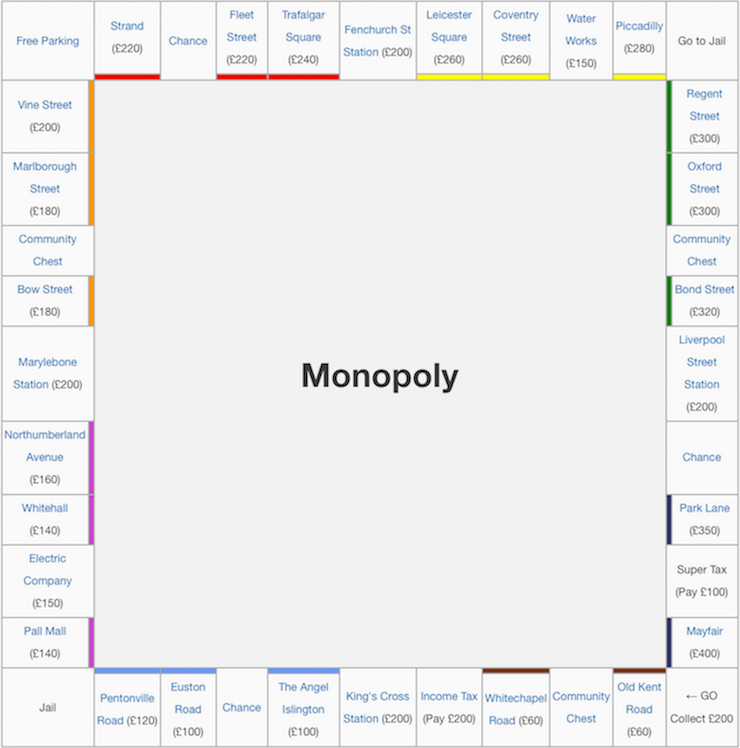 Free Parking
Strand
(£220)
Chance
Fleet
Street
(£220)
Trafalgar
Square
(£240)
Fenchurch St
Station (£200)
Leicester
Square
(£260)
Coventry
Street
(£260)
Water
Works
(£150)
Piccadilly
(£280)
Go to Jail
Vine Street
(£200)
Regent
Street
(£300)
Marlborough
Street
(£180)
Oxford
Street
(£300)
Community
Chest
Community
Chest
Bow Street
(£180)
Bond Street
(£320)
Marylebone
Station (£200)
Monopoly
Liverpool
Street
Station
(£200)
Northumberland
Avenue
(£160)
Chance
Whitehall
(£140)
Park Lane
(£350)
Electric
Company
(£150)
Super Tax
(Pay £100)
Pall Mall
(£140)
Mayfair
(£400)
Jail
Pentonville
Road (£120)
Euston
Road
(£100)
Chance
The Angel
Islington
(£100)
King's Cross
Station (£200)
Income Tax
(Pay £200)
Whitechapel
Road (£60)
Community
Chest
Old Kent
Road
(£60)
← GO
Collect £200